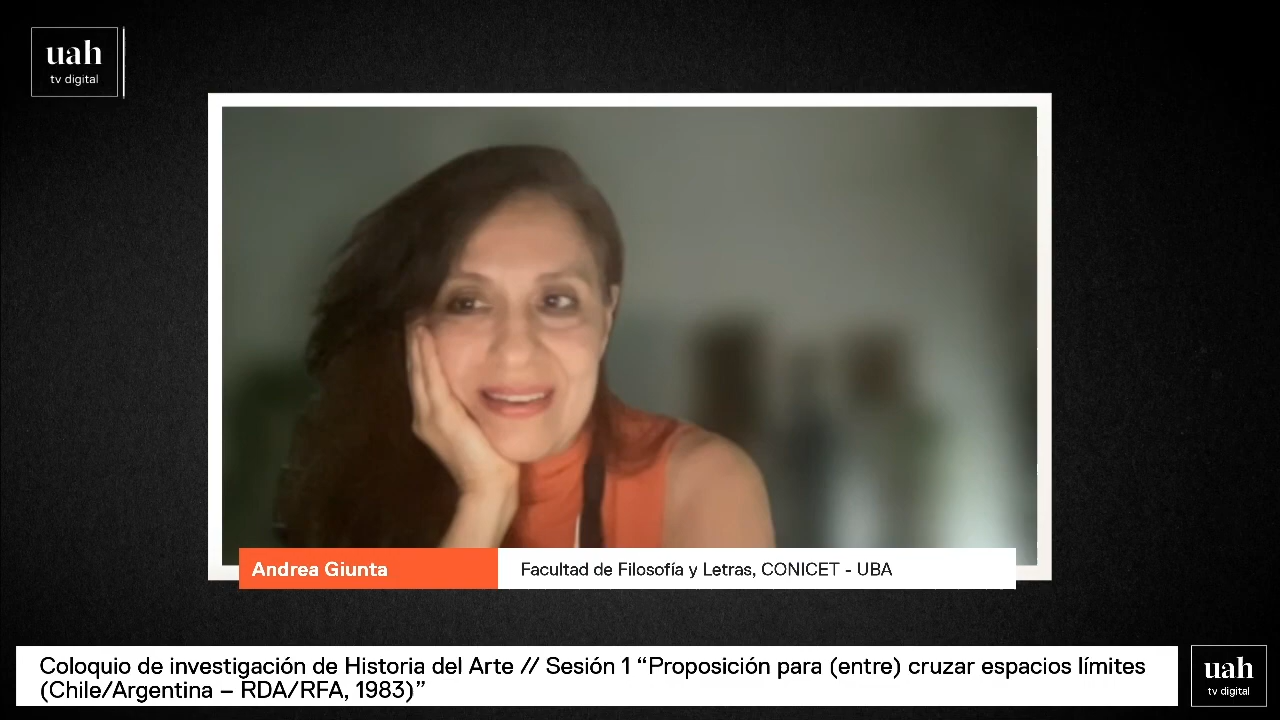 uah
tv digital
Andrea Giunta
Facultad de Filosofía y Letras, CONICET - UBA
Coloquio de investigación de Historia del Arte // Sesión 1 “Proposición para (entre) cruzar espacios límites
(Chile/Argentina – RDA/RFA, 1983)”
uah
tv digital